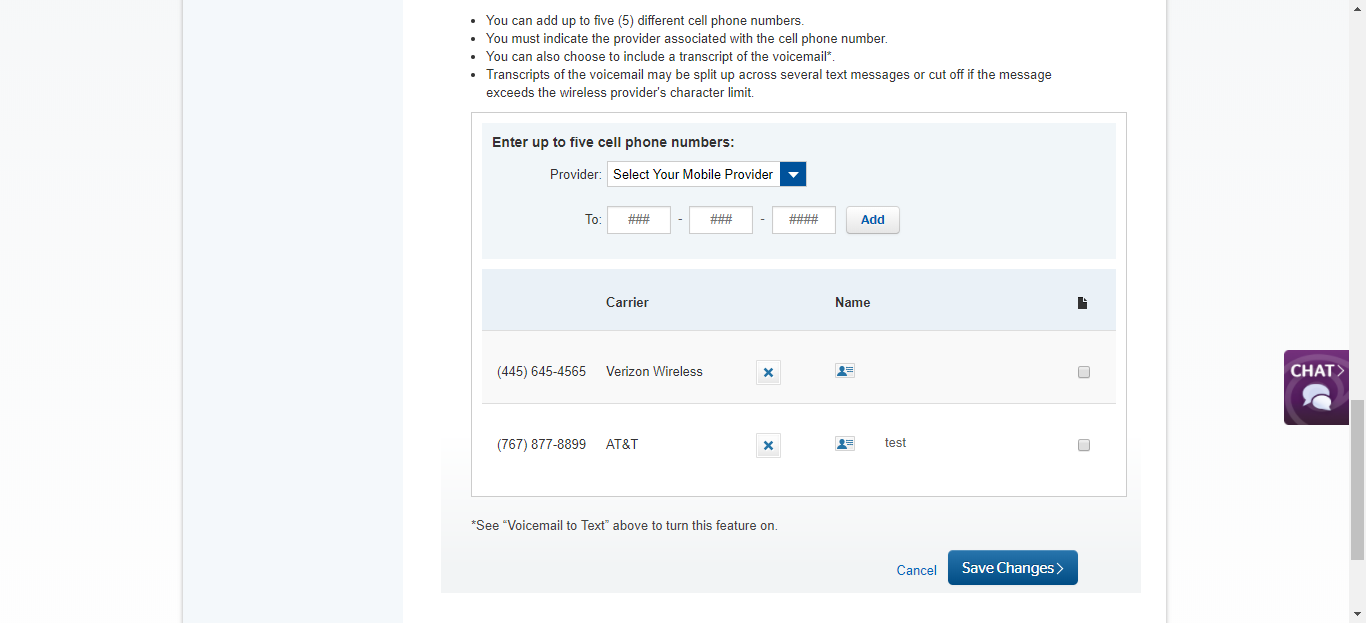 You can add up to five (5) different cell phone numbers.
You must indicate the provider associated with the cell phone number.
You can also choose to include a transcript of the voicemail*.
Transcripts of the voicemail may be split up across several text messages or cut off if the message
exceeds the wireless provider's character limit.
Enter up to five cell phone numbers:
Provider: Select Your Mobile Provider
To: ### - ### - #### Add
Carrier Name
(445) 645-4565 Verizon Wireless
(767) 877-8899 AT&T test
CHAT>
*See "Voicemail to Text" above to turn this feature on.
Cancel Save Changes>